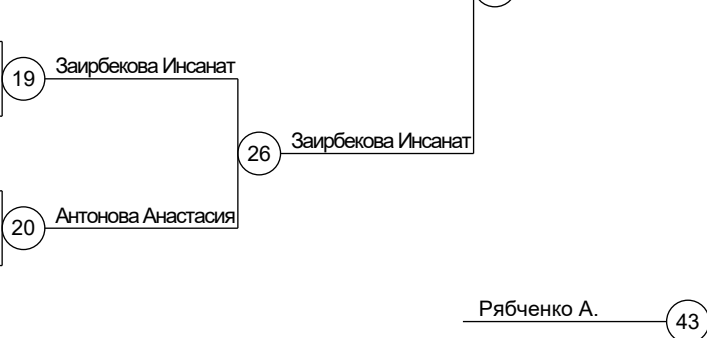 Заирбекова Инсанат
19
26
Заирбекова Инсанат
20
Антонова Анастасия
Рябченко А.
43